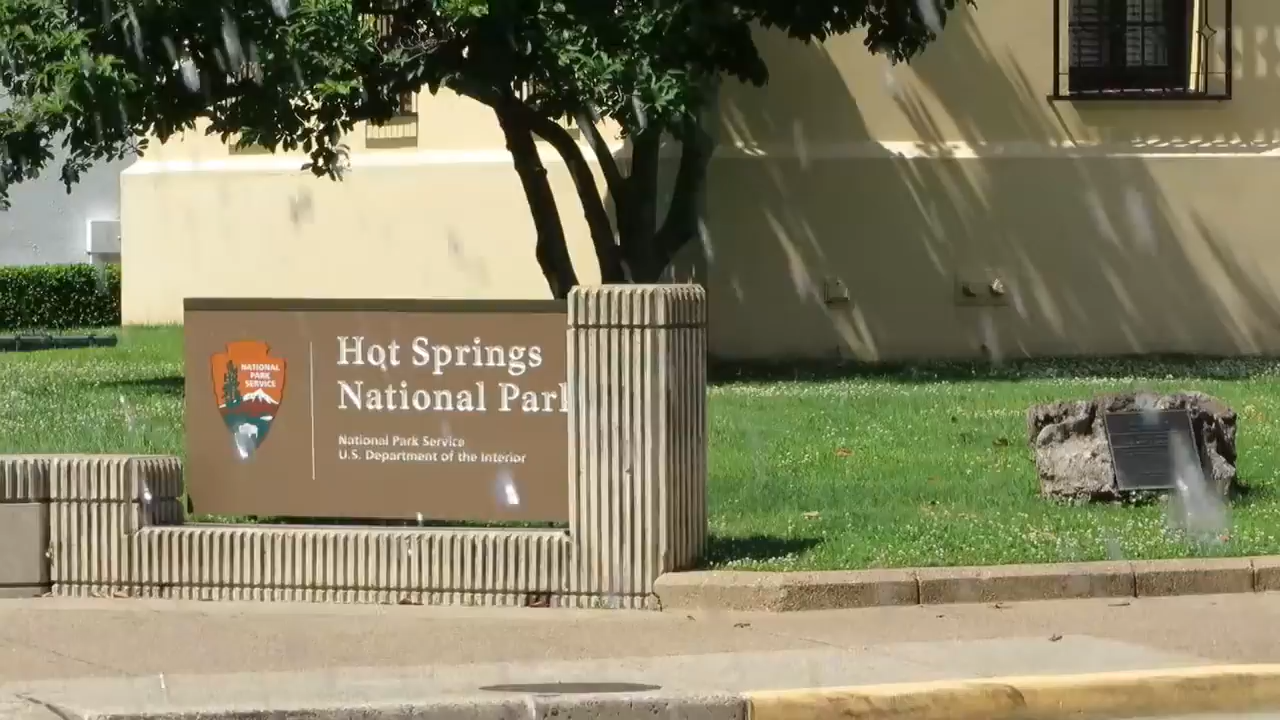 NATIONAL
PARK
SERVICE
Hot Springs
National Park
National Park Service
U.S. Department of the Interior